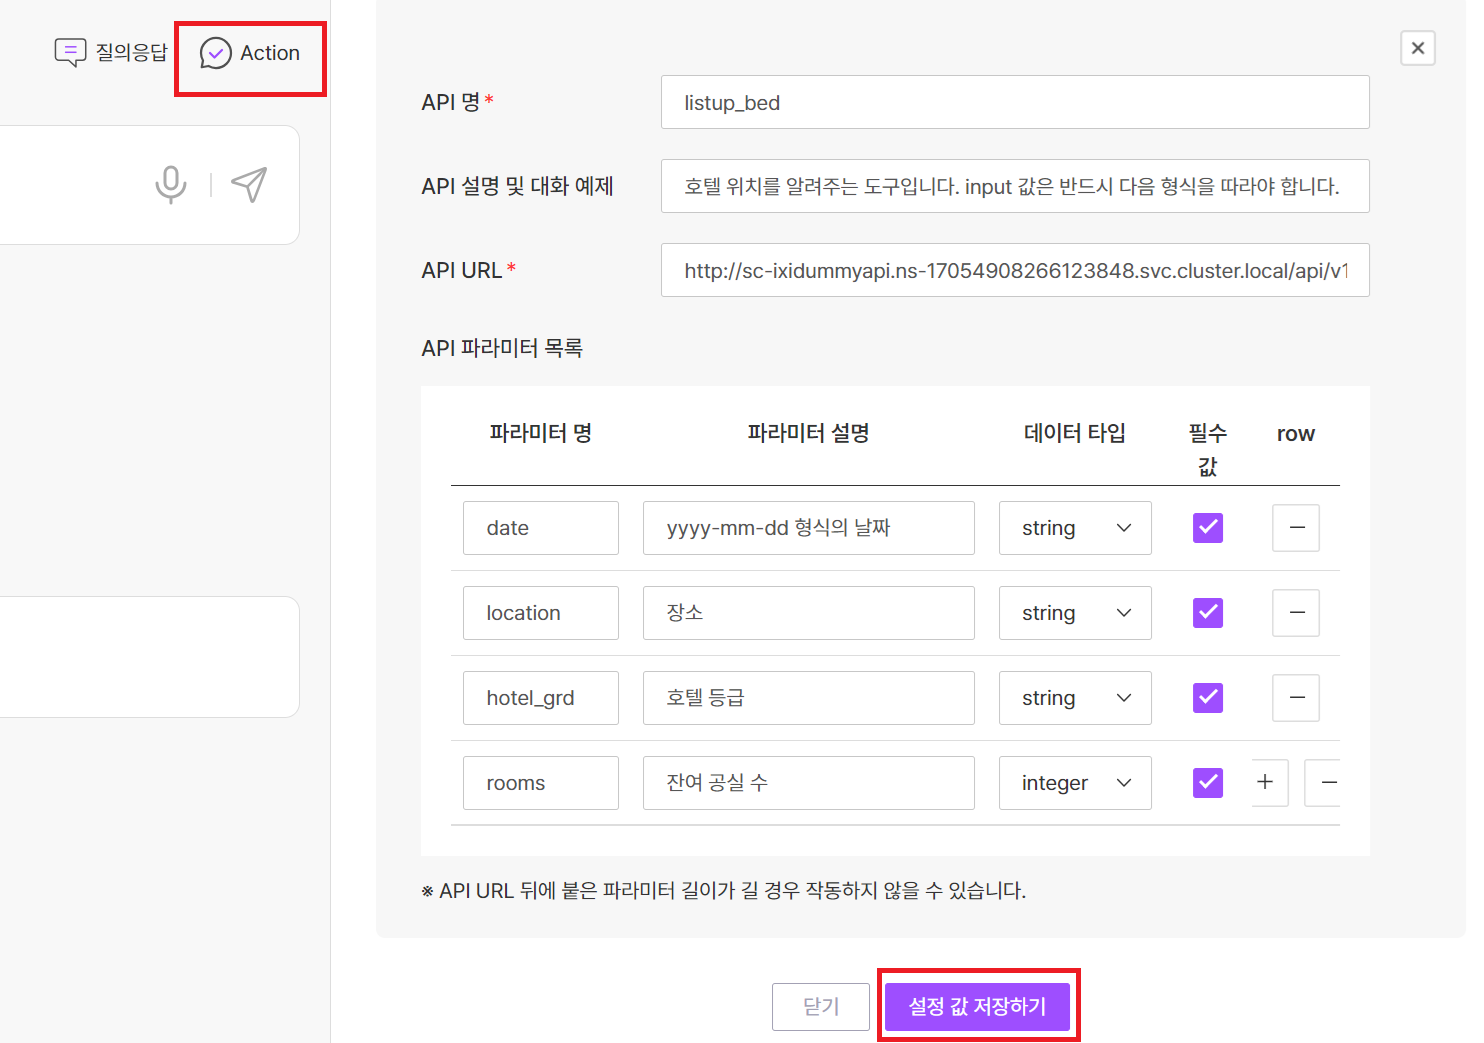 질의응답
Action
API 명*
listup_bed
API 설명 및 대화 예제
호텔 위치를 알려주는 도구입니다. input 값은 반드시 다음 형식을 따라야 합니다.
API URL*
http://sc-ixidummyapi.ns-17054908266123848.svc.cluster.local/api/v1
API 파라미터 목록
파라미터 명 파라미터 설명 데이터 타입 필수 row
값
date yyyy-mm-dd 형식의 날짜 string
location 장소 string
hotel_grd 호텔 등급 string
rooms 잔여 공실 수 integer
※ API URL 뒤에 붙은 파라미터 길이가 길 경우 작동하지 않을 수 있습니다.
닫기
설정 값 저장하기